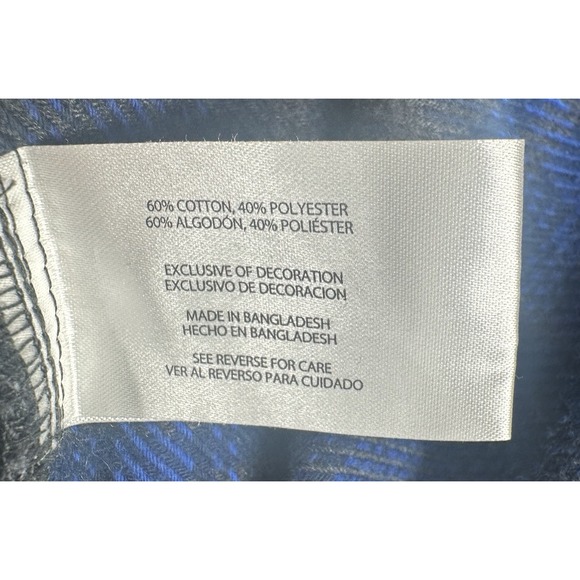 60% COTTON, 40% POLYESTER
60% ALGODÓN, 40% POLIÉSTER
EXCLUSIVE OF DECORATION
EXCLUSIVO DE DECORACION
MADE IN BANGLADESH
HECHO EN BANGLADESH
SEE REVERSE FOR CARE
VER AL REVERSO PARA CUIDADO